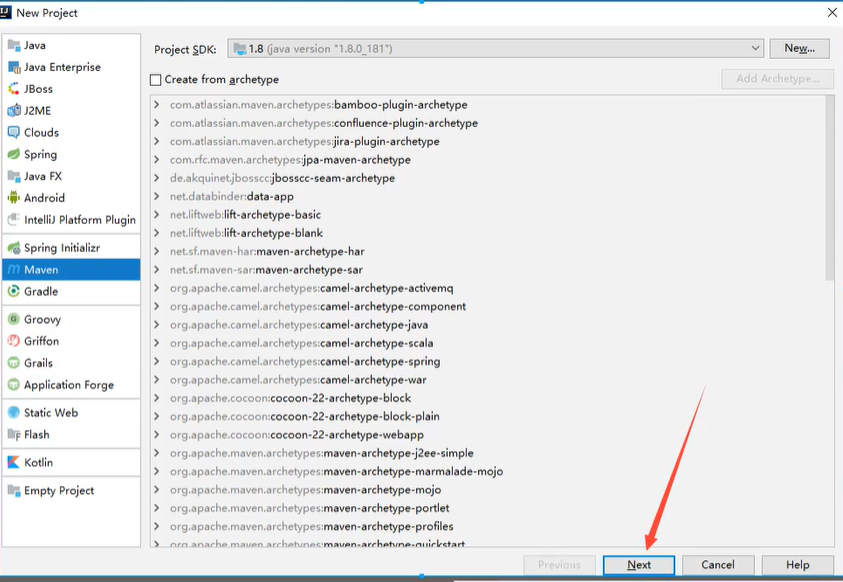 New Project
Java
Java Enterprise
JBoss
J2ME
Clouds
Spring
Java FX
Android
IntelliJ Platform Plugin
Spring Initializr
Maven
Gradle
Groovy
Griffon
Grails
Application Forge
Static Web
Flash
Kotlin
Empty Project
Project SDK: 1.8 (java version "1.8.0_181") New...
Create from archetype Add Archetype...
com.atlassian.maven.archetypes:bamboo-plugin-archetype
com.atlassian.maven.archetypes:confluence-plugin-archetype
com.atlassian.maven.archetypes:jira-plugin-archetype
com.rfc.maven.archetypes:jpa-maven-archetype
de.akquinet.jbosscc:jbosscc-seam-archetype
net.databinder:data-app
net.liftweb:lift-archetype-basic
net.liftweb:lift-archetype-blank
net.sf.maven-har:maven-archetype-har
net.sf.maven-sar:maven-archetype-sar
org.apache.camel.archetypes:camel-archetype-activemq
org.apache.camel.archetypes:camel-archetype-component
org.apache.camel.archetypes:camel-archetype-java
org.apache.camel.archetypes:camel-archetype-scala
org.apache.camel.archetypes:camel-archetype-spring
org.apache.camel.archetypes:camel-archetype-war
org.apache.cocoon:cocoon-22-archetype-block
org.apache.cocoon:cocoon-22-archetype-block-plain
org.apache.cocoon:cocoon-22-archetype-webapp
org.apache.maven.archetypes:maven-archetype-j2ee-simple
org.apache.maven.archetypes:maven-archetype-marmalade-mojo
org.apache.maven.archetypes:maven-archetype-mojo
org.apache.maven.archetypes:maven-archetype-portlet
org.apache.maven.archetypes:maven-archetype-profiles
org.apache.maven.archetypes:maven-archetype-quickstart
Previous Next Cancel Help